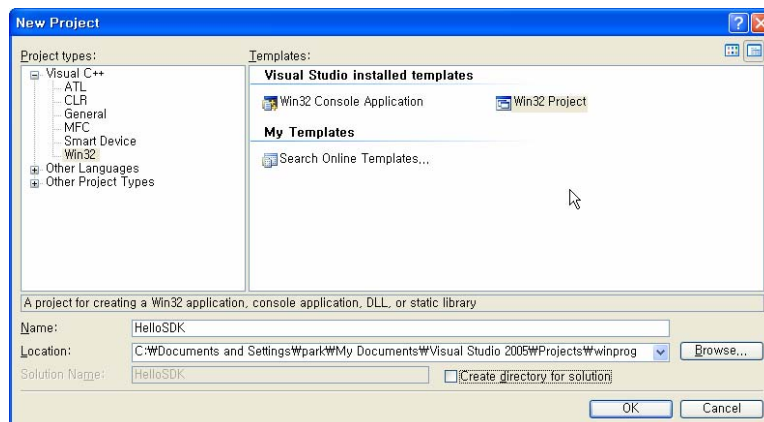 New Project
Project types:
Templates:
Visual C++
ATL
CLR
General
MFC
Smart Device
Win32
Other Languages
Other Project Types
Visual Studio installed templates
Win32 Console Application
Win32 Project
My Templates
Search Online Templates...
A project for creating a Win32 application, console application, DLL, or static library
Name:
HelloSDK
Location:
C:₩Documents and Settings₩park₩My Documents₩Visual Studio 2005₩Projects₩winprog
Browse...
Solution Name:
HelloSDK
Create directory for solution
OK
Cancel